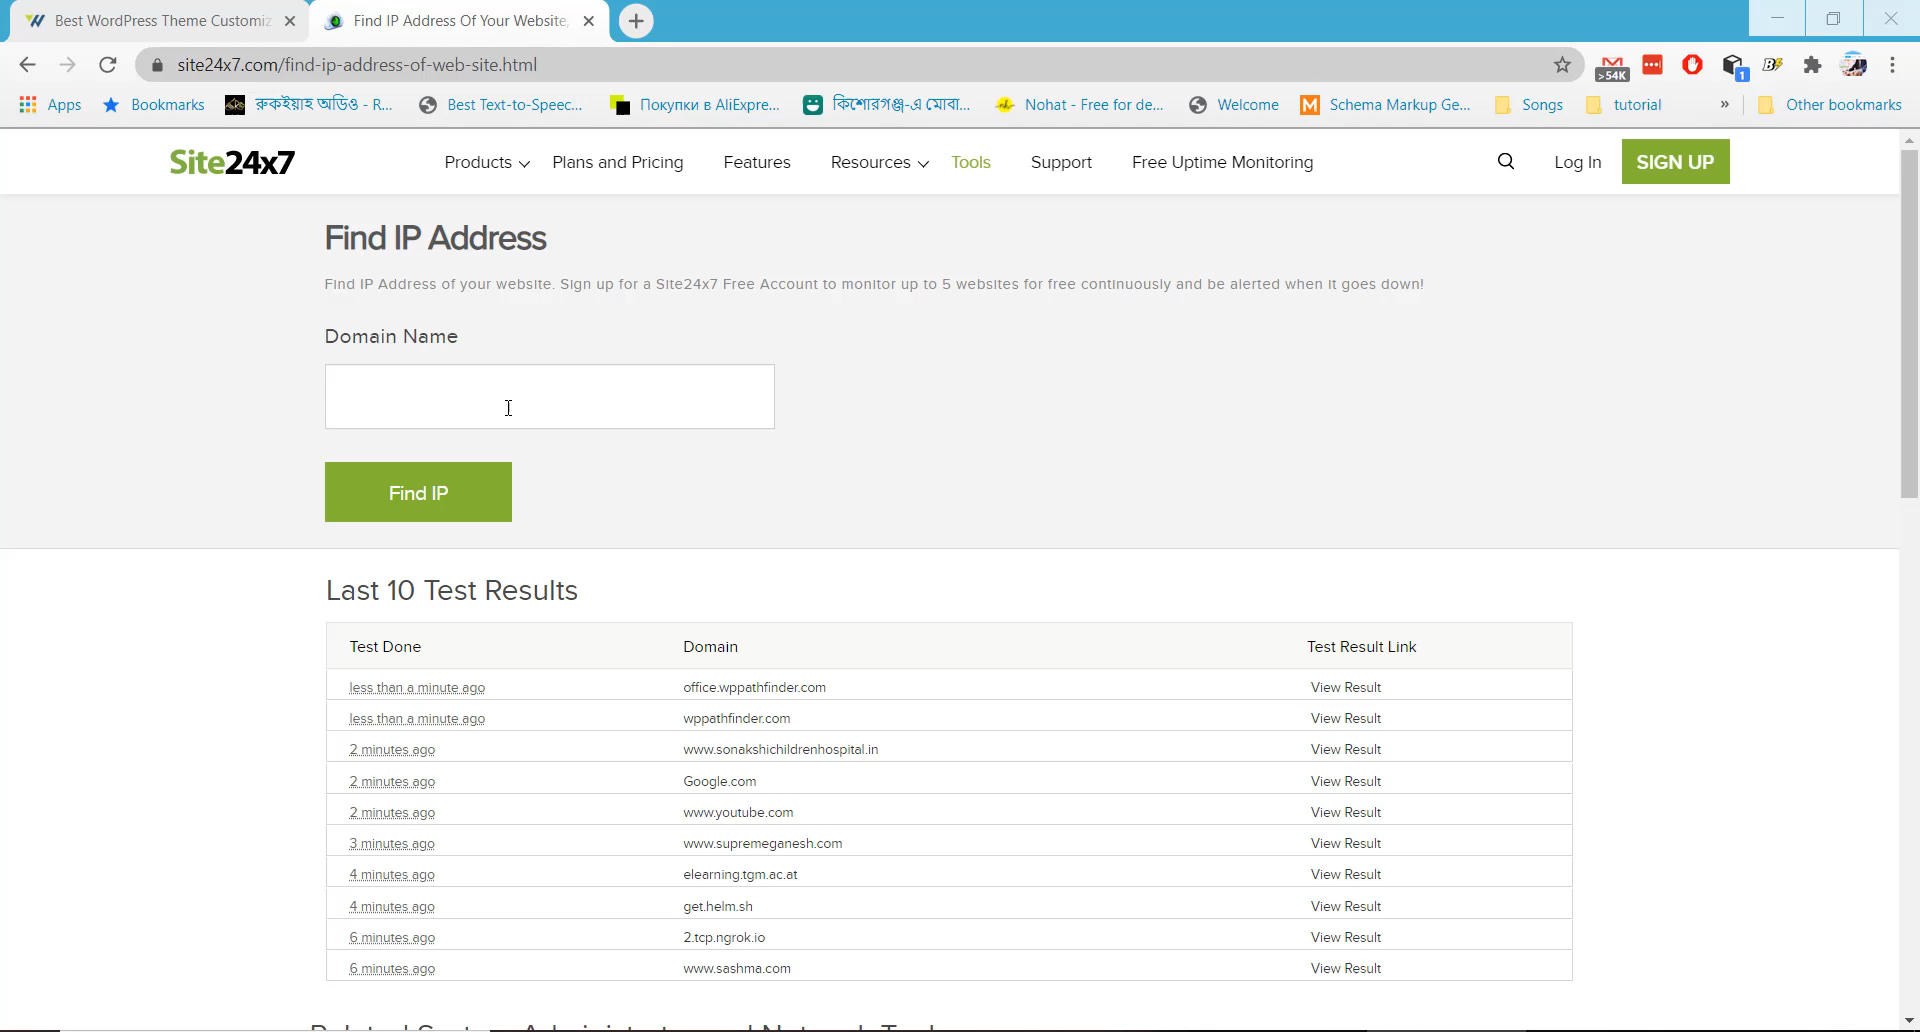 Best WordPress Theme Customiz
Find IP Address Of Your Website,
site24x7.com/find-ip-address-of-web-site.html
>54K
1
Apps Bookmarks রুকইয়াহ অডিও - R... Best Text-to-Speec... Покупки в AliExpre... কিশোরগঞ্জ-এ মোবা... Nohat - Free for de... Welcome Schema Markup Ge... Songs tutorial » Other bookmarks
Site24x7 Products Plans and Pricing Features Resources Tools Support Free Uptime Monitoring Log In SIGN UP
Find IP Address
Find IP Address of your website. Sign up for a Site24x7 Free Account to monitor up to 5 websites for free continuously and be alerted when it goes down!
Domain Name
Find IP
Last 10 Test Results
Test Done Domain Test Result Link
less than a minute ago office.wppathfinder.com View Result
less than a minute ago wppathfinder.com View Result
2 minutes ago www.sonakshichildrenhospital.in View Result
2 minutes ago Google.com View Result
2 minutes ago www.youtube.com View Result
3 minutes ago www.supremeganesh.com View Result
4 minutes ago elearning.tgm.ac.at View Result
4 minutes ago get.helm.sh View Result
6 minutes ago 2.tcp.ngrok.io View Result
6 minutes ago www.sashma.com View Result